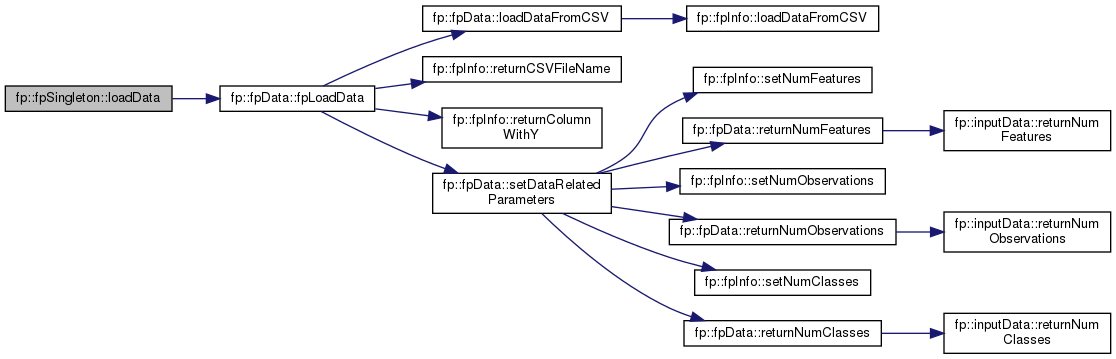 fp::fpSingleton::loadData
fp::fpData::fpLoadData
fp::fpData::loadDataFromCSV
fp::fpInfo::loadDataFromCSV
fp::fpInfo::returnCSVFileName
fp::fpInfo::returnColumn
WithY
fp::fpData::setDataRelated
Parameters
fp::fpInfo::setNumFeatures
fp::fpData::returnNumFeatures
fp::inputData::returnNum
Features
fp::fpInfo::setNumObservations
fp::fpData::returnNumObservations
fp::inputData::returnNum
Observations
fp::fpInfo::setNumClasses
fp::fpData::returnNumClasses
fp::inputData::returnNum
Classes